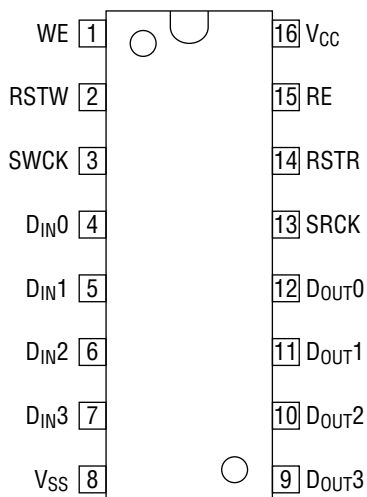 WE 1 16 VCC
RSTW 2 15 RE
SWCK 3 14 RSTR
DIN0 4 13 SRCK
DIN1 5 12 DOUT0
DIN2 6 11 DOUT1
DIN3 7 10 DOUT2
VSS 8 9 DOUT3